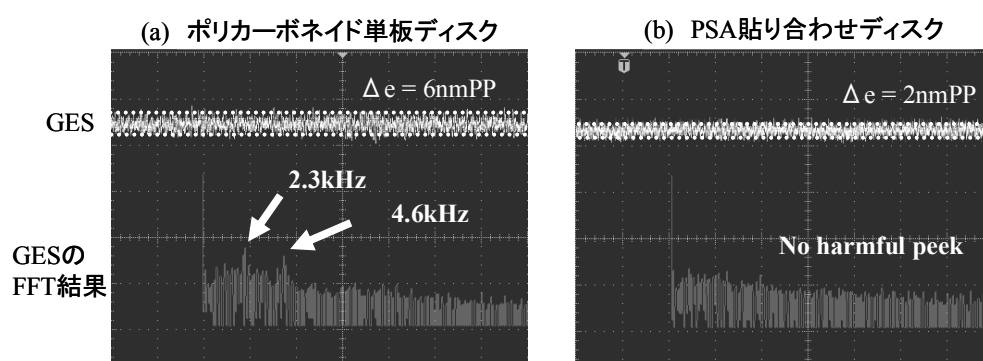 (a) ポリカーボネイド単板ディスク
(b) PSA貼り合わせディスク
Δe = 6nmPP
Δe = 2nmPP
GES
2.3kHz
4.6kHz
No harmful peek
GESの
FFT結果
T